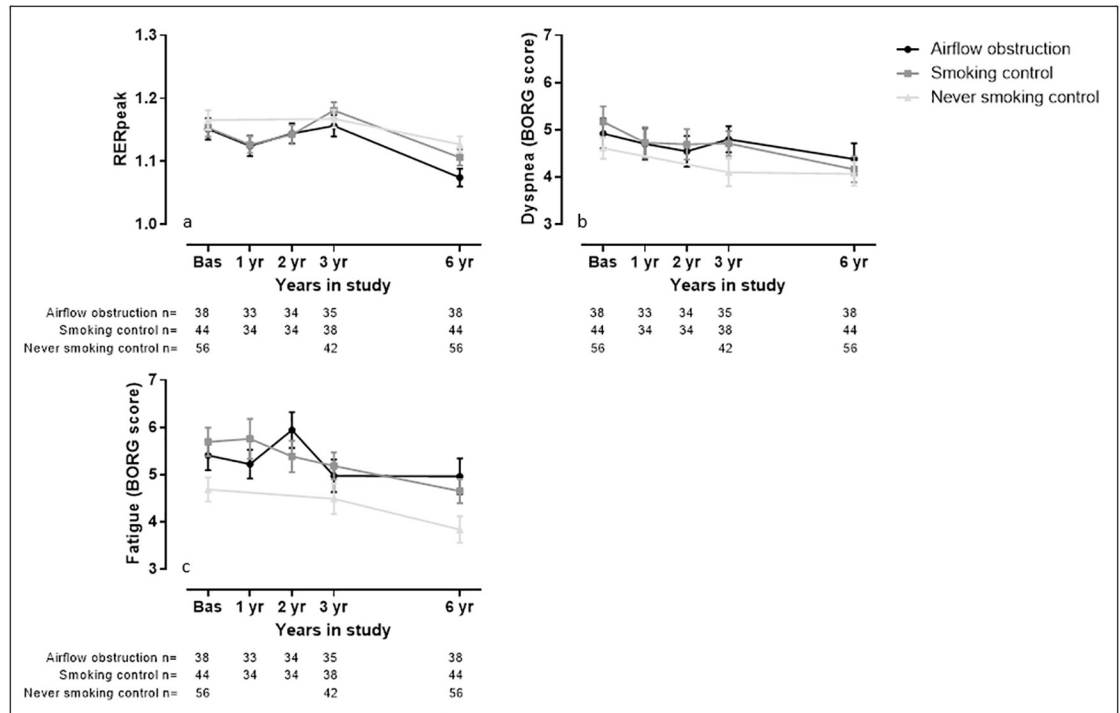 1.3
1.2
1.1
1.0
RERpeak
a
Bas 1 yr 2 yr 3 yr 6 yr
Years in study
Airflow obstruction n= 38 33 34 35 38
Smoking control n= 44 34 34 38 44
Never smoking control n= 56 42 56
7
6
5
4
3
Dyspnea (BORG score)
b
Bas 1 yr 2 yr 3 yr 6 yr
Years in study
38 33 34 35 38
44 34 34 38 44
56 42 56
Airflow obstruction
Smoking control
Never smoking control
7
6
5
4
3
Fatigue (BORG score)
c
Bas 1 yr 2 yr 3 yr 6 yr
Years in study
Airflow obstruction n= 38 33 34 35 38
Smoking control n= 44 34 34 38 44
Never smoking control n= 56 42 56